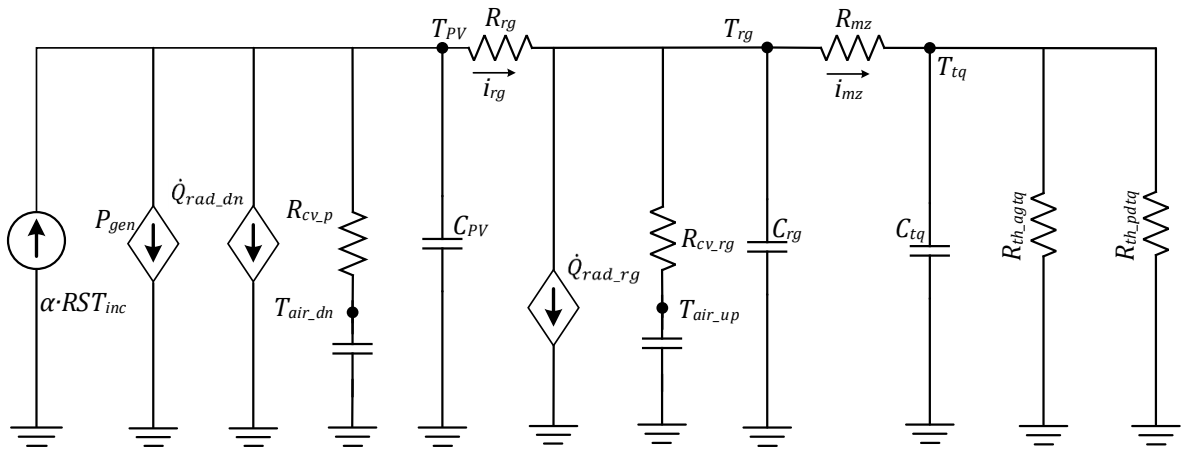 T_PV
R_rg
i_rg
T_rg
R_mz
i_mz
T_tq
α·RST_inc
P_gen
Q̇_rad_dn
R_cv_p
T_air_dn
C_PV
Q̇_rad_rg
R_cv_rg
T_air_up
C_rg
C_tq
R_th_agtq
R_th_pdtq